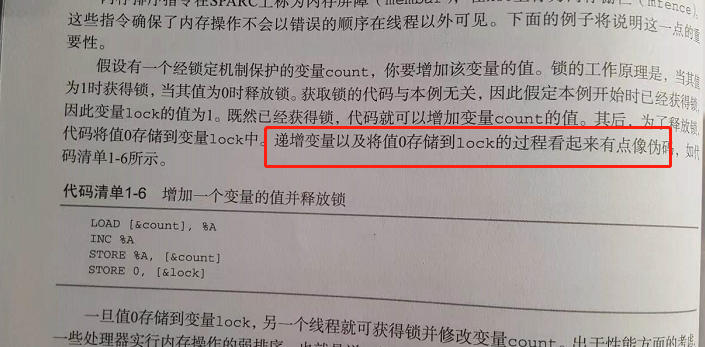 内存排序指令在SPARC上称为内存屏障(membar),在 上 为内存栅栏(mfence)。
这些指令确保了内存操作不会以错误的顺序在线程以外可见。下面的例子将说明这一点的重
要性。
假设有一个经锁定机制保护的变量count,你要增加该变量的值。锁的工作原理是,当其值
为1时获得锁,当其值为0时释放锁。获取锁的代码与本例无关,因此假定本例开始时已经获得锁,
因此变量lock的值为1。既然已经获得锁,代码就可以增加变量count的值。其后,为了释放锁,
代码将值0存储到变量lock中。递增变量以及将值0存储到lock的过程看起来有点像伪码,如代
码清单1-6所示。
代码清单1-6 增加一个变量的值并释放锁
LOAD [&count], %A
INC %A
STORE %A, [&count]
STORE 0, [&lock]
一旦值0存储到变量lock,另一个线程就可获得锁并修改变量count。出于性能方面的考虑,
一些处理器实行内存操作的弱排序,也就是说